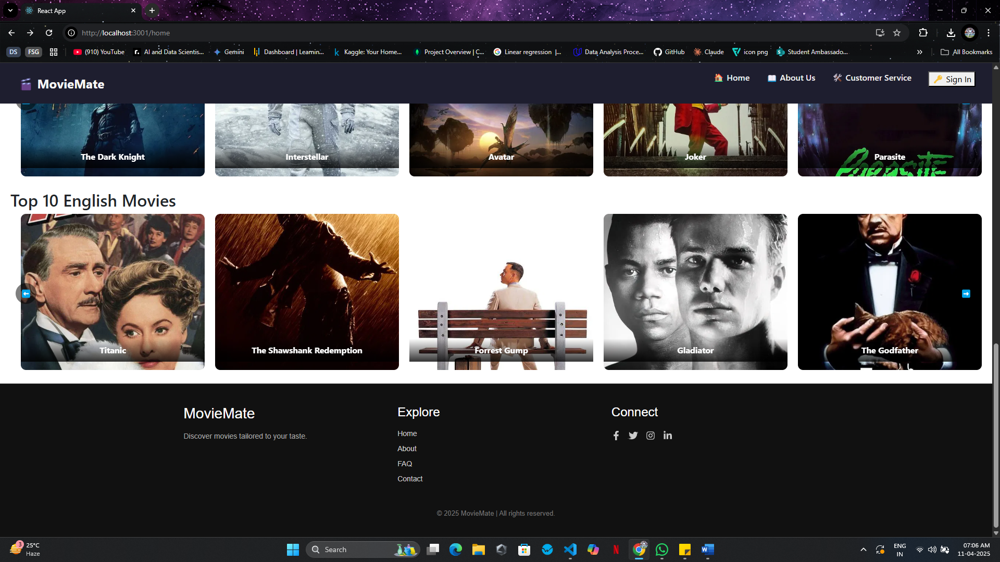 React App
http://localhost:3001/home
DS
FSG
(910) YouTube
AI and Data Scientis...
Gemini
Dashboard | Learnin...
Kaggle: Your Home...
Project Overview | C...
Linear regression |...
Data Analysis Proce...
GitHub
Claude
icon png
Student Ambassado...
All Bookmarks
MovieMate
Home
About Us
Customer Service
Sign In
The Dark Knight
Interstellar
Avatar
Joker
Parasite
PARASITE
Top 10 English Movies
Titanic
The Shawshank Redemption
Forrest Gump
Gladiator
The Godfather
MovieMate
Discover movies tailored to your taste.
Explore
Home
About
FAQ
Contact
Connect
© 2025 MovieMate | All rights reserved.
3
25°C
Haze
Search
ENG
IN
07:06 AM
11-04-2025